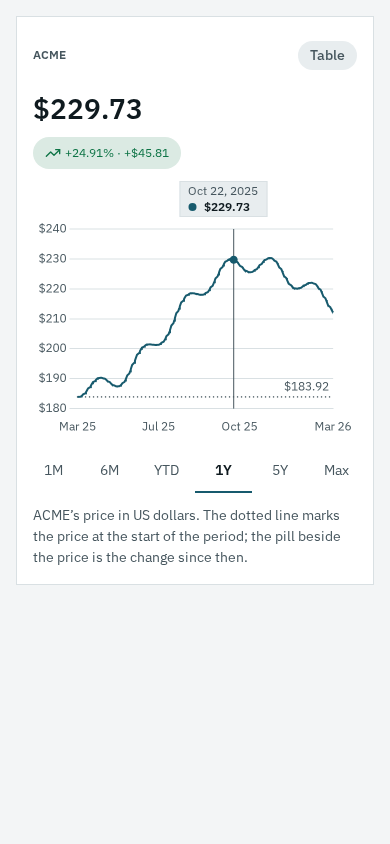 ACME
Table
$229.73
+24.91% · +$45.81
Oct 22, 2025
$229.73
$240
$230
$220
$210
$200
$190
$180
$183.92
Mar 25
Jul 25
Oct 25
Mar 26
1M
6M
YTD
1Y
5Y
Max
ACME’s price in US dollars. The dotted line marks
the price at the start of the period; the pill beside
the price is the change since then.